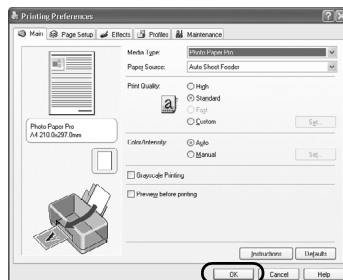 Printing Preferences
Main Page Setup Effects Profiles Maintenance
Media Type: Photo Paper Pro
Paper Source: Auto Sheet Feeder
Print Quality: High
Standard
Fast
Custom Set...
Photo Paper Pro
A4 210.0x297.0mm
Color/Intensity: Auto
Manual Set...
Grayscale Printing
Preview before printing
Instructions Defaults
OK Cancel Help